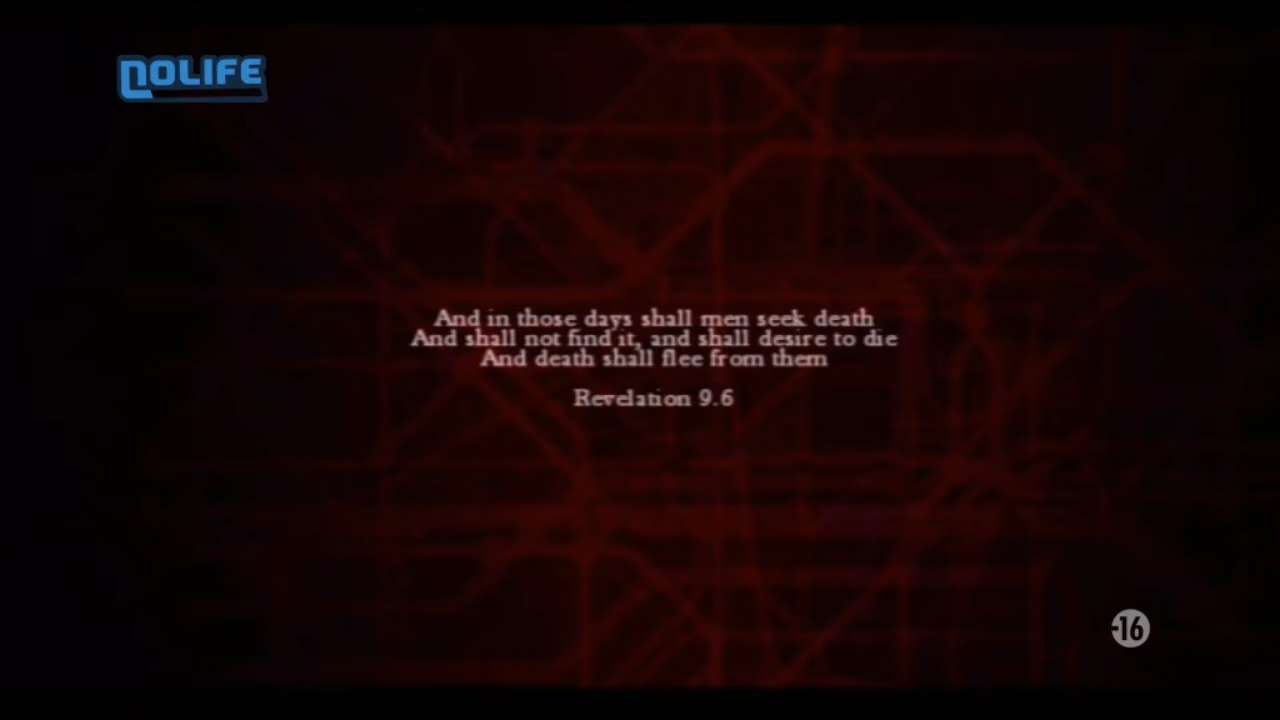 NOLIFE
And in those days shall men seek death
And shall not find it, and shall desire to die
And death shall flee from them
Revelation 9.6
-16